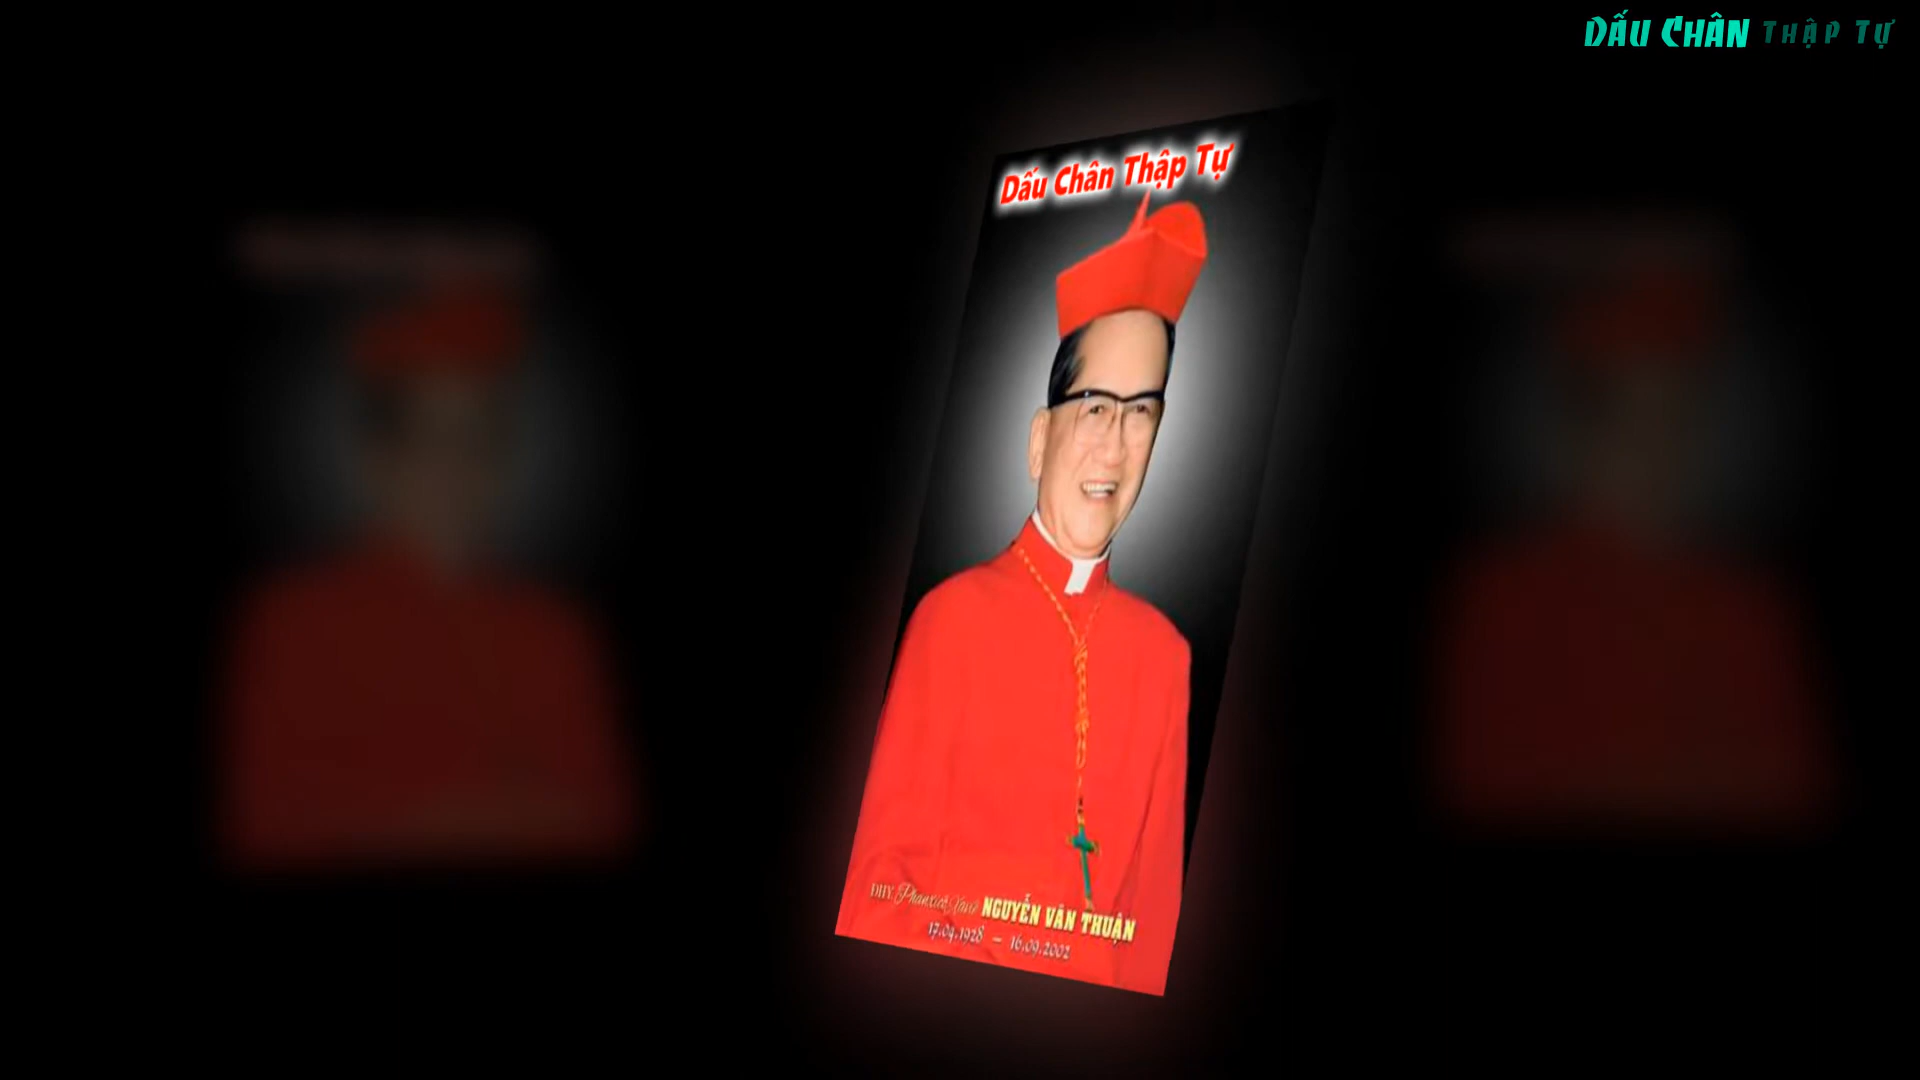 DẤU CHÂN THẬP TỰ
Dấu Chân Thập Tự
ĐHY. Phanxicô Xavie NGUYỄN VĂN THUẬN
17.04.1928 – 16.09.2002